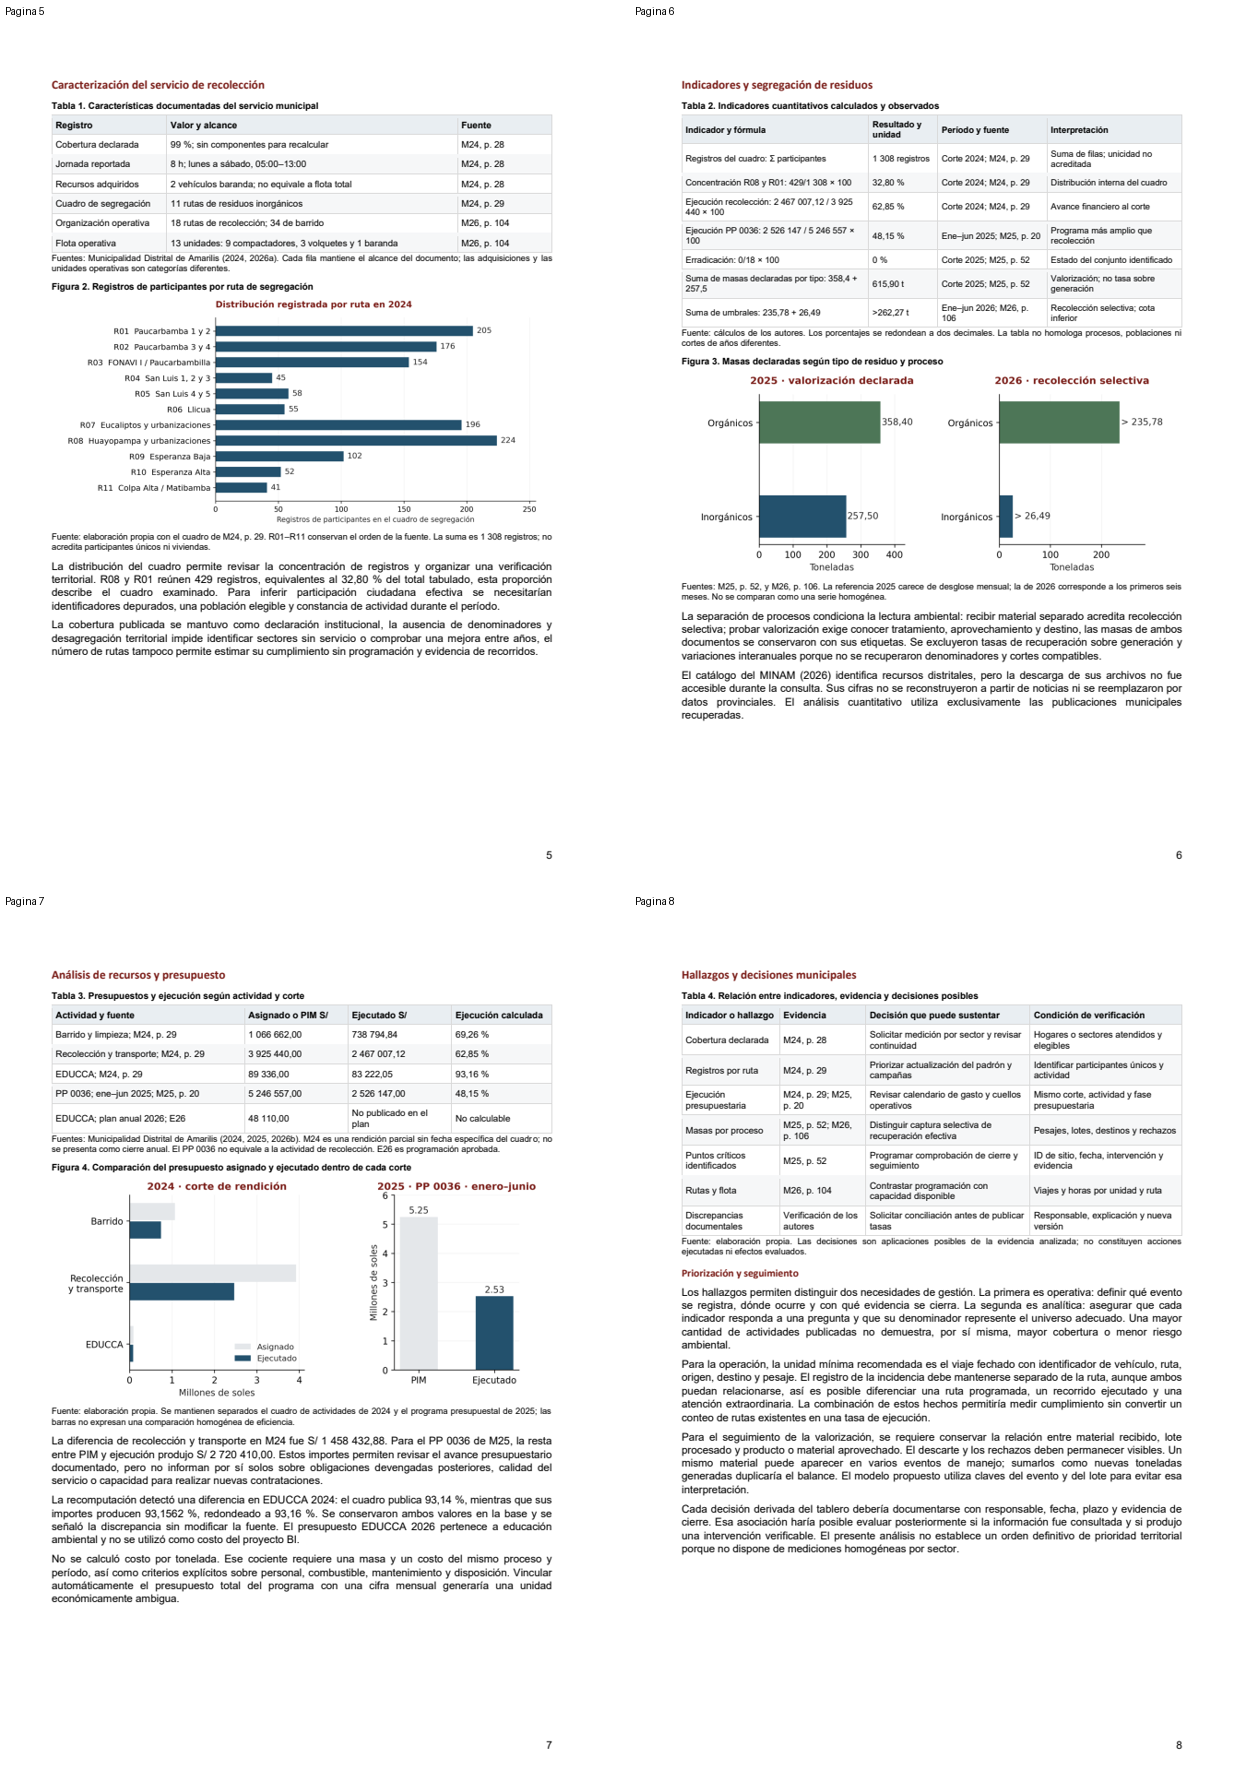 Pagina 5
Caracterización del servicio de recolección
Tabla 1. Características documentadas del servicio municipal
Registro Valor y alcance Fuente
Cobertura declarada 99 %; sin componentes para recalcular M24, p. 28
Jornada reportada 8 h; lunes a sábado, 05:00–13:00 M24, p. 28
Recursos adquiridos 2 vehículos baranda; no equivale a flota total M24, p. 28
Cuadro de segregación 11 rutas de residuos inorgánicos M24, p. 29
Organización operativa 18 rutas de recolección; 34 de barrido M26, p. 104
Flota operativa 13 unidades: 9 compactadores, 3 volquetes y 1 baranda M26, p. 104
Fuentes: Municipalidad Distrital de Amarilis (2024, 2026a). Cada fila mantiene el alcance del documento; las adquisiciones y las
unidades operativas son categorías diferentes.
Figura 2. Registros de participantes por ruta de segregación
Distribución registrada por ruta en 2024
R01 Paucarbamba 1 y 2 205
R02 Paucarbamba 3 y 4 176
R03 FONAVI I / Paucarbambilla 154
R04 San Luis 1, 2 y 3 45
R05 San Luis 4 y 5 58
R06 Llicua 55
R07 Eucaliptos y urbanizaciones 196
R08 Huayopampa y urbanizaciones 224
R09 Esperanza Baja 102
R10 Esperanza Alta 52
R11 Colpa Alta / Matibamba 41
0 50 100 150 200 250
Registros de participantes en el cuadro de segregación
Fuente: elaboración propia con el cuadro de M24, p. 29. R01–R11 conservan el orden de la fuente. La suma es 1 308 registros; no
acredita participantes únicos ni viviendas.
La distribución del cuadro permite revisar la concentración de registros y organizar una verificación
territorial. R08 y R01 reúnen 429 registros, equivalentes al 32,80 % del total tabulado, esta proporción
describe el cuadro examinado. Para inferir participación ciudadana efectiva se necesitarían
identificadores depurados, una población elegible y constancia de actividad durante el período.
La cobertura publicada se mantuvo como declaración institucional, la ausencia de denominadores y
desagregación territorial impide identificar sectores sin servicio o comprobar una mejora entre años, el
número de rutas tampoco permite estimar su cumplimiento sin programación y evidencia de recorridos.
5
Pagina 6
Indicadores y segregación de residuos
Tabla 2. Indicadores cuantitativos calculados y observados
Indicador y fórmula Resultado y unidad Período y fuente Interpretación
Registros del cuadro: Σ participantes 1 308 registros Corte 2024; M24, p. 29 Suma de filas; unicidad no acreditada
Concentración R08 y R01: 429/1 308 × 100 32,80 % Corte 2024; M24, p. 29 Distribución interna del cuadro
Ejecución recolección: 2 467 007,12 / 3 925 440 × 100 62,85 % Corte 2024; M24, p. 29 Avance financiero al corte
Ejecución PP 0036: 2 526 147 / 5 246 557 × 100 48,15 % Ene–jun 2025; M25, p. 20 Programa más amplio que recolección
Erradicación: 0/18 × 100 0 % Corte 2025; M25, p. 52 Estado del conjunto identificado
Suma de masas declaradas por tipo: 358,4 + 257,5 615,90 t Corte 2025; M25, p. 52 Valorización; no tasa sobre generación
Suma de umbrales: 235,78 + 26,49 >262,27 t Ene–jun 2026; M26, p. 106 Recolección selectiva; cota inferior
Fuente: cálculos de los autores. Los porcentajes se redondean a dos decimales. La tabla no homologa procesos, poblaciones ni
cortes de años diferentes.
Figura 3. Masas declaradas según tipo de residuo y proceso
2025 · valorización declarada
Orgánicos 358,40
Inorgánicos 257,50
0 100 200 300 400
Toneladas
2026 · recolección selectiva
Orgánicos > 235,78
Inorgánicos > 26,49
0 100 200
Toneladas
Fuentes: M25, p. 52, y M26, p. 106. La referencia 2025 carece de desglose mensual; la de 2026 corresponde a los primeros seis
meses. No se comparan como una serie homogénea.
La separación de procesos condiciona la lectura ambiental: recibir material separado acredita recolección
selectiva; probar valorización exige conocer tratamiento, aprovechamiento y destino, las masas de ambos
documentos se conservaron con sus etiquetas. Se excluyeron tasas de recuperación sobre generación y
variaciones interanuales porque no se recuperaron denominadores y cortes compatibles.
El catálogo del MINAM (2026) identifica recursos distritales, pero la descarga de sus archivos no fue
accesible durante la consulta. Sus cifras no se reconstruyeron a partir de noticias ni se reemplazaron por
datos provinciales. El análisis cuantitativo utiliza exclusivamente las publicaciones municipales
recuperadas.
6
Pagina 7
Análisis de recursos y presupuesto
Tabla 3. Presupuestos y ejecución según actividad y corte
Actividad y fuente Asignado o PIM S/ Ejecutado S/ Ejecución calculada
Barrido y limpieza; M24, p. 29 1 066 662,00 738 794,84 69,26 %
Recolección y transporte; M24, p. 29 3 925 440,00 2 467 007,12 62,85 %
EDUCCA; M24, p. 29 89 336,00 83 222,05 93,16 %
PP 0036; ene–jun 2025; M25, p. 20 5 246 557,00 2 526 147,00 48,15 %
EDUCCA; plan anual 2026; E26 48 110,00 No publicado en el plan No calculable
Fuentes: Municipalidad Distrital de Amarilis (2024, 2025, 2026b). M24 es una rendición parcial sin fecha específica del cuadro; no
se presenta como cierre anual. El PP 0036 no equivale a la actividad de recolección. E26 es programación aprobada.
Figura 4. Comparación del presupuesto asignado y ejecutado dentro de cada corte
2024 · corte de rendición
Barrido
Recolección
y transporte
EDUCCA
Asignado
Ejecutado
0 1 2 3 4
Millones de soles
2025 · PP 0036 · enero–junio
Millones de soles
6
5
4
3
2
1
0
5.25
2.53
PIM Ejecutado
Fuente: elaboración propia. Se mantienen separados el cuadro de actividades de 2024 y el programa presupuestal de 2025; las
barras no expresan una comparación homogénea de eficiencia.
La diferencia de recolección y transporte en M24 fue S/ 1 458 432,88. Para el PP 0036 de M25, la resta
entre PIM y ejecución produjo S/ 2 720 410,00. Estos importes permiten revisar el avance presupuestario
documentado, pero no informan por sí solos sobre obligaciones devengadas posteriores, calidad del
servicio o capacidad para realizar nuevas contrataciones.
La recomputación detectó una diferencia en EDUCCA 2024: el cuadro publica 93,14 %, mientras que sus
importes producen 93,1562 %, redondeado a 93,16 %. Se conservaron ambos valores en la base y se
señaló la discrepancia sin modificar la fuente. El presupuesto EDUCCA 2026 pertenece a educación
ambiental y no se utilizó como costo del proyecto BI.
No se calculó costo por tonelada. Ese cociente requiere una masa y un costo del mismo proceso y
período, así como criterios explícitos sobre personal, combustible, mantenimiento y disposición. Vincular
automáticamente el presupuesto total del programa con una cifra mensual generaría una unidad
económicamente ambigua.
7
Pagina 8
Hallazgos y decisiones municipales
Tabla 4. Relación entre indicadores, evidencia y decisiones posibles
Indicador o hallazgo Evidencia Decisión que puede sustentar Condición de verificación
Cobertura declarada M24, p. 28 Solicitar medición por sector y revisar continuidad Hogares o sectores atendidos y elegibles
Registros por ruta M24, p. 29 Priorizar actualización del padrón y campañas Identificar participantes únicos y actividad
Ejecución presupuestaria M24, p. 29; M25, p. 20 Revisar calendario de gasto y cuellos operativos Mismo corte, actividad y fase presupuestaria
Masas por proceso M25, p. 52; M26, p. 106 Distinguir captura selectiva de recuperación efectiva Pesajes, lotes, destinos y rechazos
Puntos críticos identificados M25, p. 52 Programar comprobación de cierre y seguimiento ID de sitio, fecha, intervención y evidencia
Rutas y flota M26, p. 104 Contrastar programación con capacidad disponible Viajes y horas por unidad y ruta
Discrepancias documentales Verificación de los autores Solicitar conciliación antes de publicar tasas Responsable, explicación y nueva versión
Fuente: elaboración propia. Las decisiones son aplicaciones posibles de la evidencia analizada; no constituyen acciones
ejecutadas ni efectos evaluados.
Priorización y seguimiento
Los hallazgos permiten distinguir dos necesidades de gestión. La primera es operativa: definir qué evento
se registra, dónde ocurre y con qué evidencia se cierra. La segunda es analítica: asegurar que cada
indicador responda a una pregunta y que su denominador represente el universo adecuado. Una mayor
cantidad de actividades publicadas no demuestra, por sí misma, mayor cobertura o menor riesgo
ambiental.
Para la operación, la unidad mínima recomendada es el viaje fechado con identificador de vehículo, ruta,
origen, destino y pesaje. El registro de la incidencia debe mantenerse separado de la ruta, aunque ambos
puedan relacionarse, así es posible diferenciar una ruta programada, un recorrido ejecutado y una
atención extraordinaria. La combinación de estos hechos permitiría medir cumplimiento sin convertir un
conteo de rutas existentes en una tasa de ejecución.
Para el seguimiento de la valorización, se requiere conservar la relación entre material recibido, lote
procesado y producto o material aprovechado. El descarte y los rechazos deben permanecer visibles. Un
mismo material puede aparecer en varios eventos de manejo; sumarlos como nuevas toneladas
generadas duplicaría el balance. El modelo propuesto utiliza claves del evento y del lote para evitar esa
interpretación.
Cada decisión derivada del tablero debería documentarse con responsable, fecha, plazo y evidencia de
cierre. Esa asociación haría posible evaluar posteriormente si la información fue consultada y si produjo
una intervención verificable. El presente análisis no establece un orden definitivo de prioridad territorial
porque no dispone de mediciones homogéneas por sector.
8